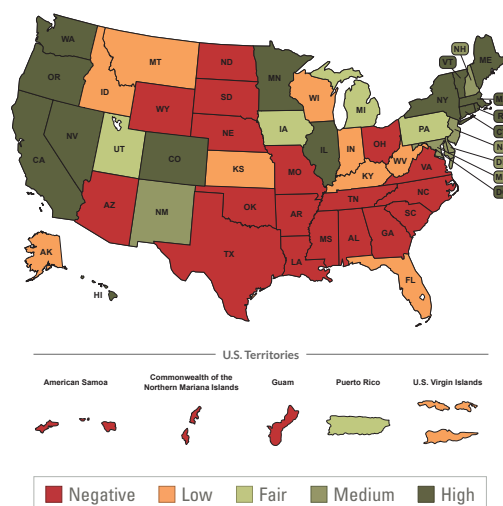 WA
OR
CA
NV
ID
MT
WY
UT
CO
AZ
NM
ND
SD
NE
KS
OK
TX
MN
IA
MO
AR
LA
WI
IL
MI
IN
OH
KY
TN
MS
AL
GA
FL
SC
NC
VA
WV
PA
NY
VT
NH
ME
AK
HI
U.S. Territories
American Samoa
Commonwealth of the
Northern Mariana Islands
Guam
Puerto Rico
U.S. Virgin Islands
Negative
Low
Fair
Medium
High